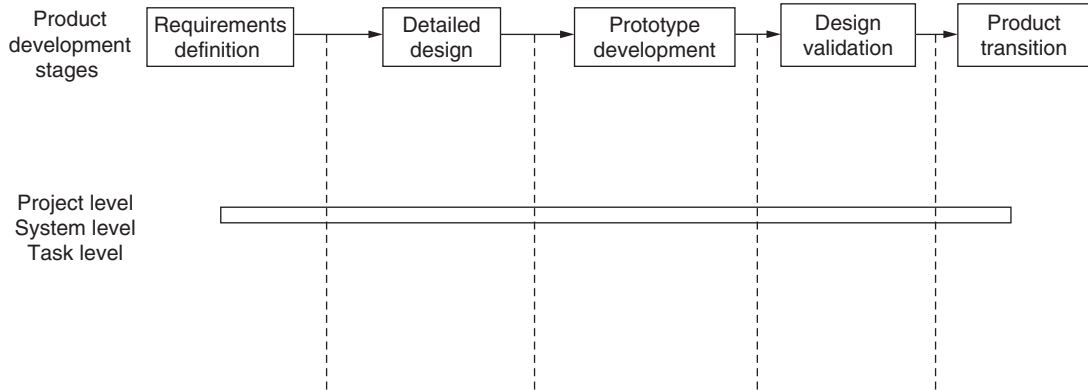 Product
development
stages
Requirements
definition
Detailed
design
Prototype
development
Design
validation
Product
transition
Project level
System level
Task level